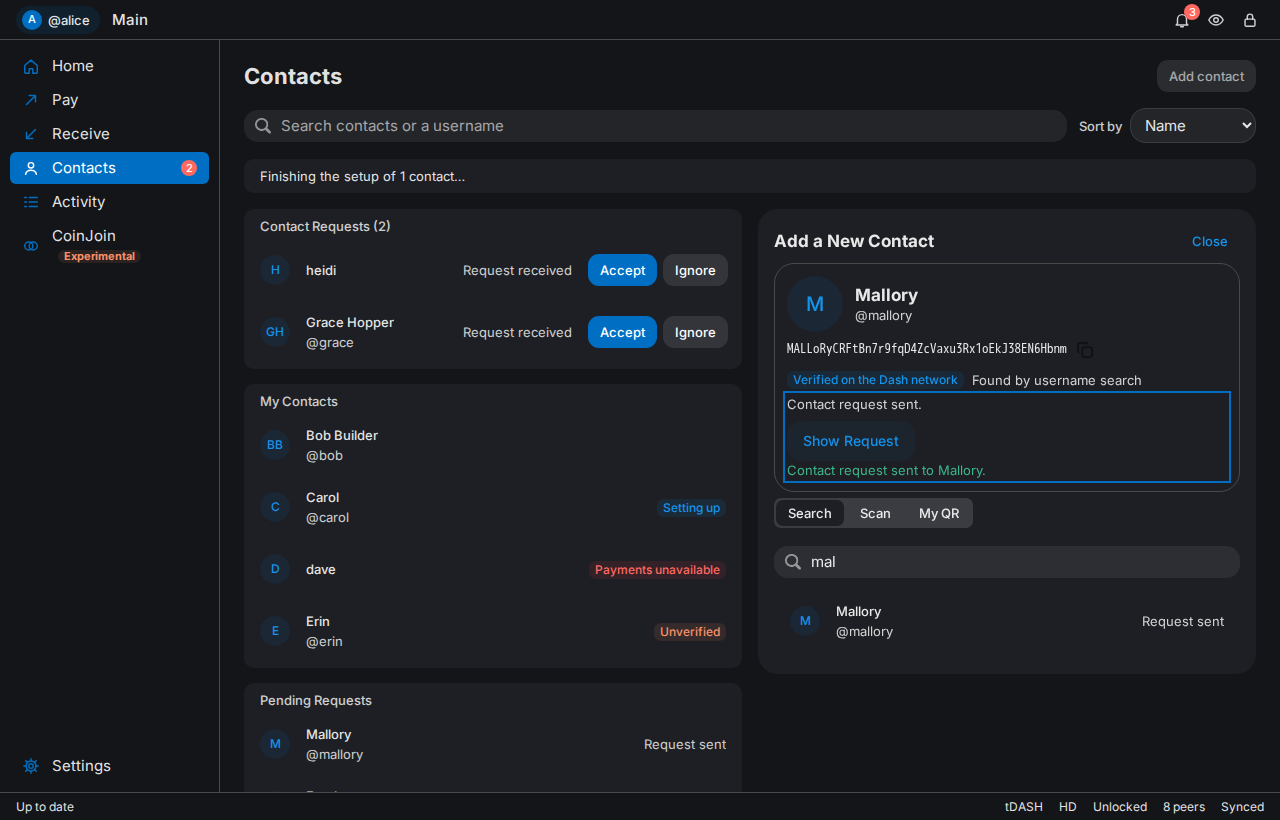 A @alice Main 3
Home
Pay
Receive
Contacts 2
Activity
CoinJoin
Experimental
Settings
Contacts
Add contact
Search contacts or a username
Sort by Name
Finishing the setup of 1 contact...
Contact Requests (2)
H heidi Request received Accept Ignore
GH Grace Hopper
@grace
Request received Accept Ignore
My Contacts
BB Bob Builder
@bob
C Carol
@carol
Setting up
D dave Payments unavailable
E Erin
@erin
Unverified
Pending Requests
M Mallory
@mallory
Request sent
Add a New Contact Close
M Mallory
@mallory
MALLoRyCRFtBn7r9fqD4ZcVaxu3Rx1oEkJ38EN6Hbnm
Verified on the Dash network Found by username search
Contact request sent.
Show Request
Contact request sent to Mallory.
Search Scan My QR
mal
M Mallory
@mallory
Request sent
Up to date tDASH HD Unlocked 8 peers Synced